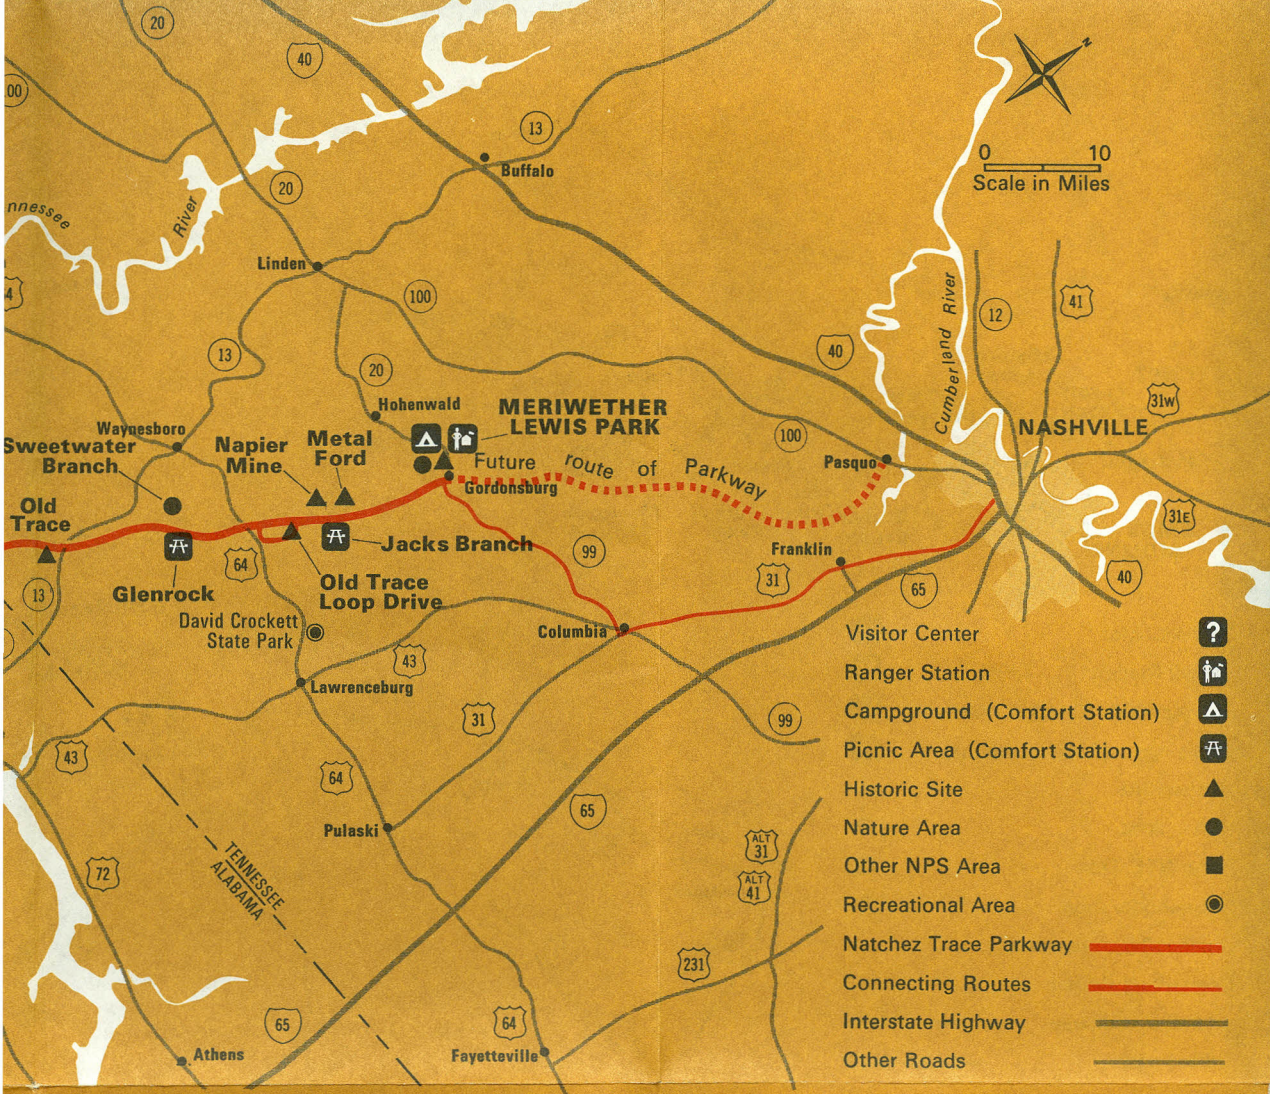 20
40
00
13
Buffalo
N
0 10
Scale in Miles
20
nnessee
River
Linden
100
4
13
20
40
Cumberland River
12
41
31W
Hohenwald
MERIWETHER
LEWIS PARK
Waynesboro
Sweetwater
Branch
Napier
Mine
Metal
Ford
100
NASHVILLE
Pasquo
Future route of Parkway
Gordonsburg
Old
Trace
31E
Jacks Branch
99
Franklin
31
65
40
64
13
Glenrock
Old Trace
Loop Drive
David Crockett
State Park
Columbia
43
Lawrenceburg
31
99
43
64
65
Pulaski
72
TENNESSEE
ALABAMA
ALT
31
ALT
41
231
65
64
Athens
Fayetteville
Visitor Center ?
Ranger Station
Campground (Comfort Station)
Picnic Area (Comfort Station)
Historic Site
Nature Area
Other NPS Area
Recreational Area
Natchez Trace Parkway
Connecting Routes
Interstate Highway
Other Roads